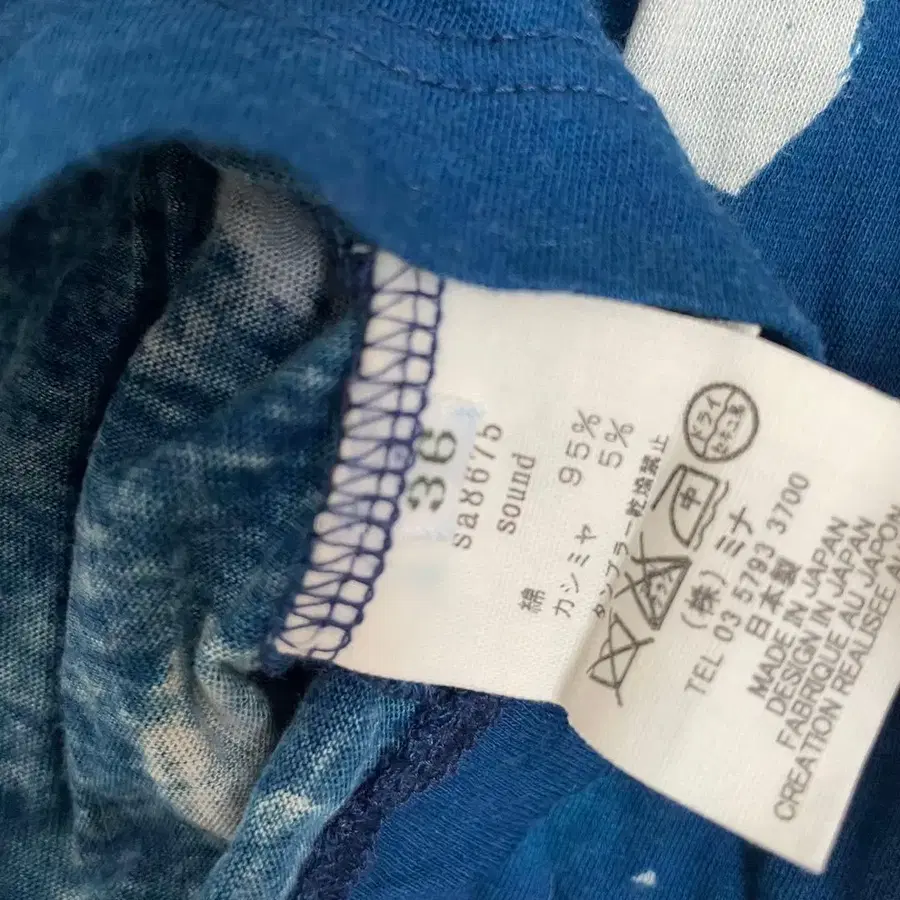 36
sa8675
sound
綿 95%
カシミヤ 5%
タンブラー乾燥禁止
ドライ
中
(株) ミナ
TEL 03 5793 3700
日本製
MADE IN JAPAN
DESIGN IN JAPAN
FABRIQUE AU JAPON
CREATION REALISEE AU